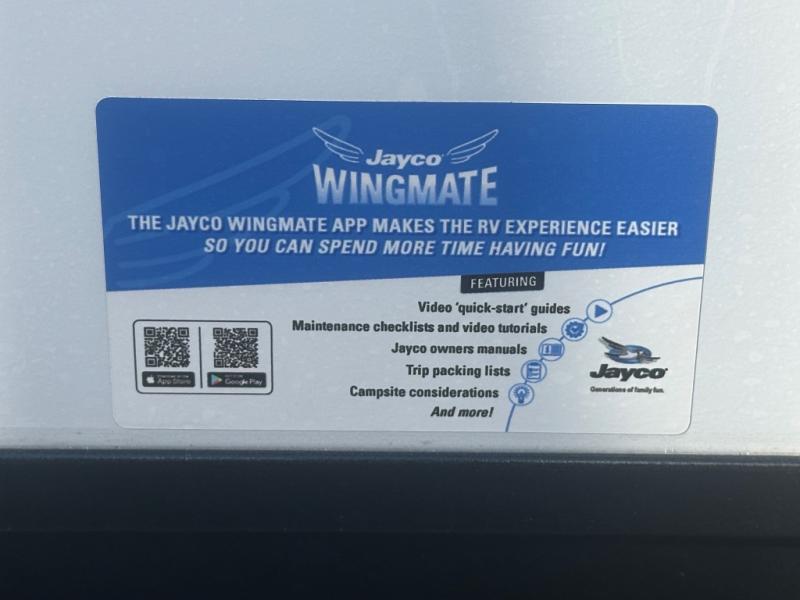 Jayco
WINGMATE
THE JAYCO WINGMATE APP MAKES THE RV EXPERIENCE EASIER
SO YOU CAN SPEND MORE TIME HAVING FUN!
FEATURING
Video 'quick-start' guides
Maintenance checklists and video tutorials
Jayco owners manuals
Trip packing lists
Campsite considerations
And more!
App Store
Google Play
Jayco
Generations of family fun.